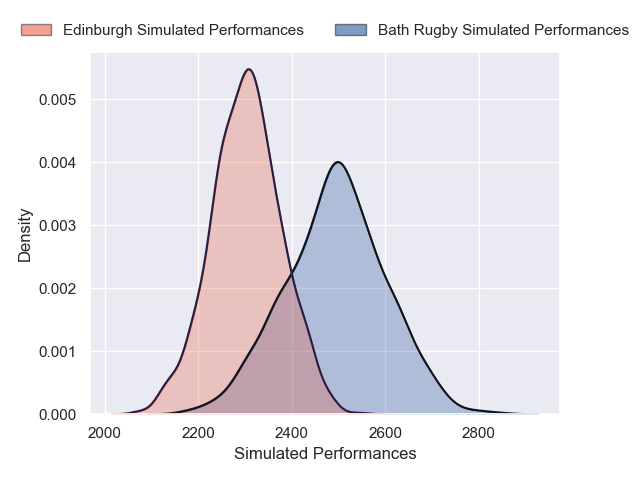 Edinburgh Simulated Performances Bath Rugby Simulated Performances
0.005
0.004
0.003
0.002
0.001
0.000
Density
2000 2200 2400 2600 2800
Simulated Performances